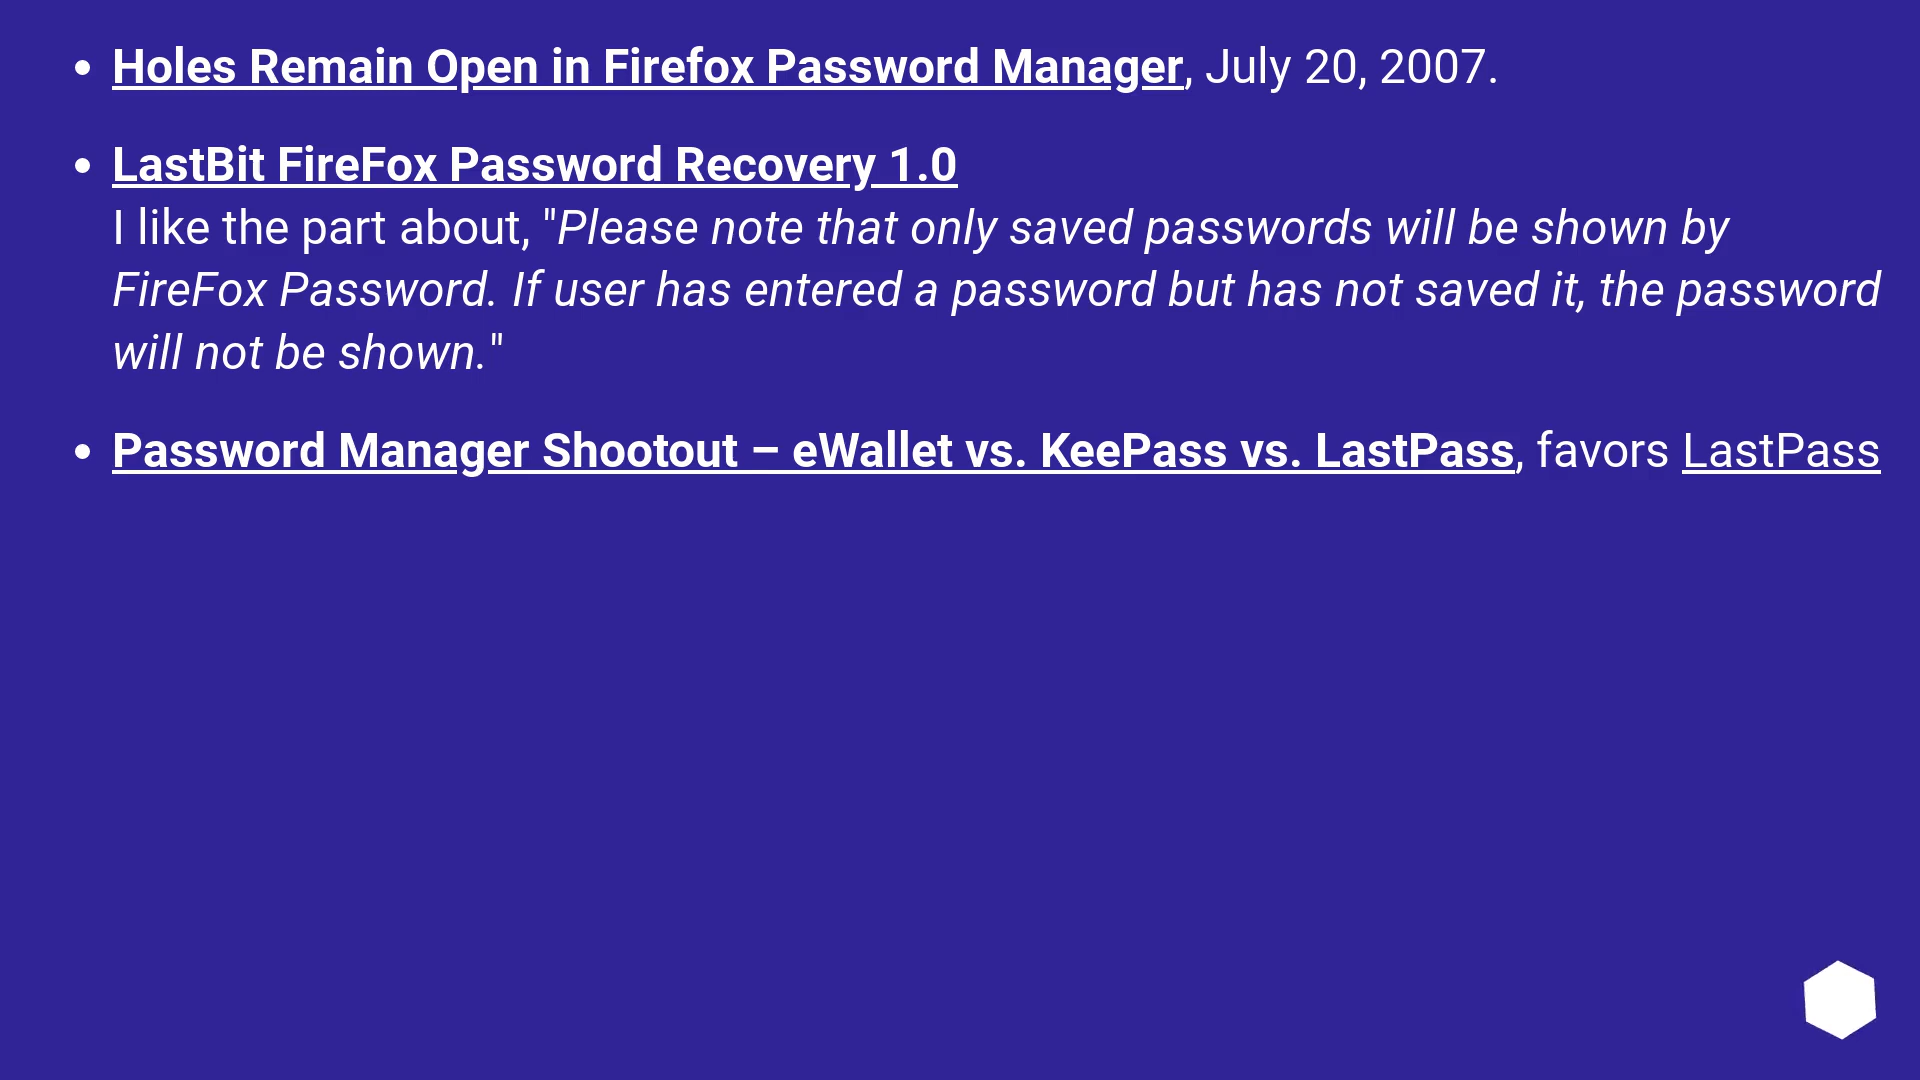 • Holes Remain Open in Firefox Password Manager, July 20, 2007.
• LastBit FireFox Password Recovery 1.0
I like the part about, "Please note that only saved passwords will be shown by
FireFox Password. If user has entered a password but has not saved it, the password
will not be shown."
• Password Manager Shootout – eWallet vs. KeePass vs. LastPass, favors LastPass